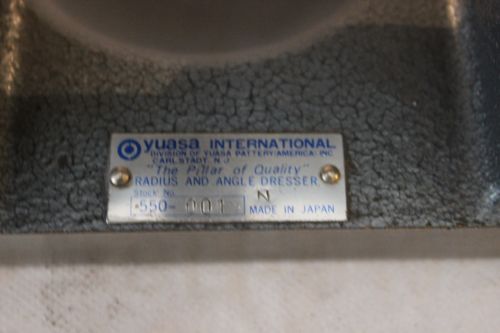 yuasa INTERNATIONAL
DIVISION OF YUASA BATTERY (AMERICA) INC
CARLSTADT, N.J.
"The Pillar of Quality"
RADIUS AND ANGLE DRESSER
Stock No. N
550-001 MADE IN JAPAN